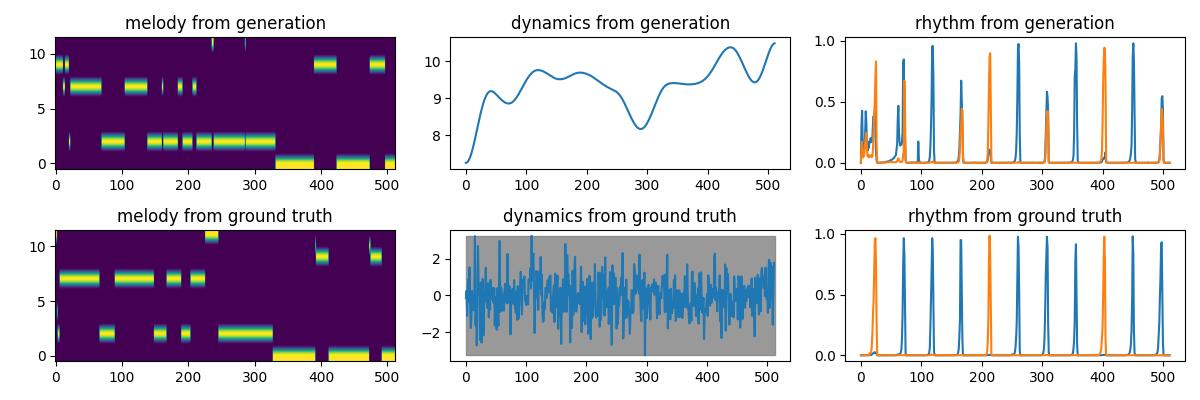 melody from generation
10
5
0
0 100 200 300 400 500
dynamics from generation
10
9
8
0 100 200 300 400 500
rhythm from generation
1.0
0.5
0.0
0 100 200 300 400 500
melody from ground truth
10
5
0
0 100 200 300 400 500
dynamics from ground truth
2
0
−2
0 100 200 300 400 500
rhythm from ground truth
1.0
0.5
0.0
0 100 200 300 400 500